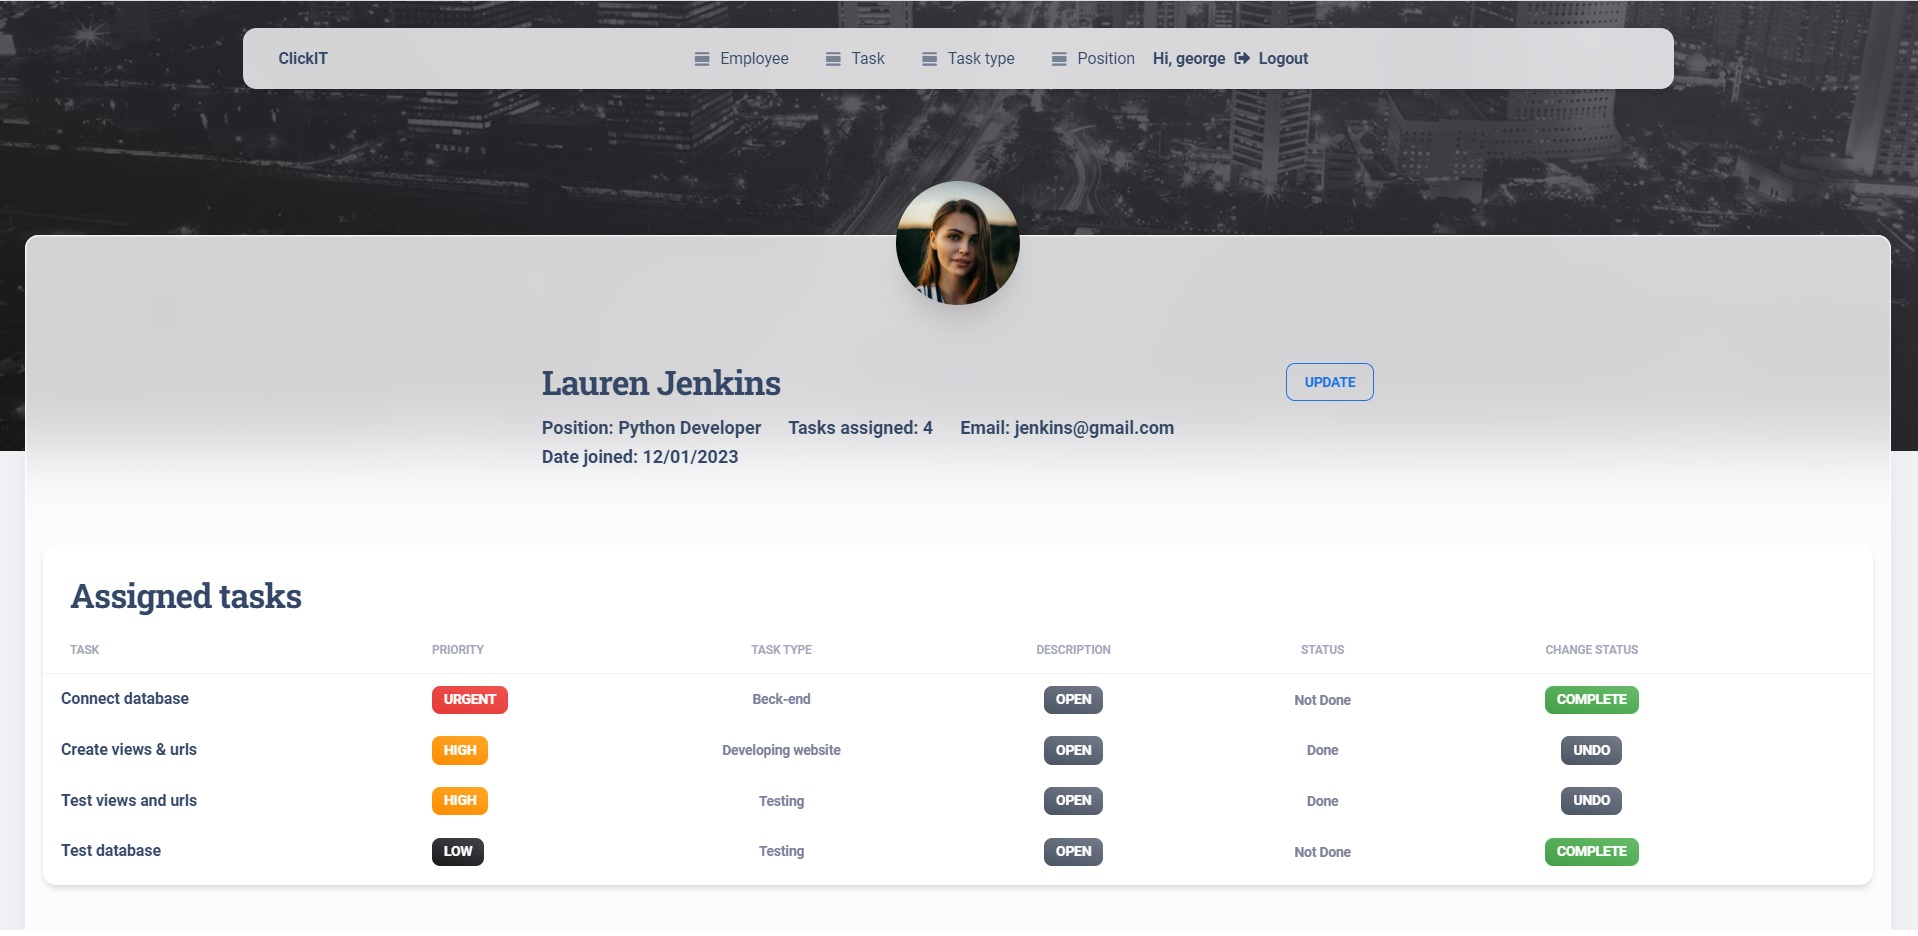 ClickIT Employee Task Task type Position Hi, george Logout
Lauren Jenkins UPDATE
Position: Python Developer Tasks assigned: 4 Email: jenkins@gmail.com
Date joined: 12/01/2023
Assigned tasks
TASK PRIORITY TASK TYPE DESCRIPTION STATUS CHANGE STATUS
Connect database URGENT Beck-end OPEN Not Done COMPLETE
Create views & urls HIGH Developing website OPEN Done UNDO
Test views and urls HIGH Testing OPEN Done UNDO
Test database LOW Testing OPEN Not Done COMPLETE